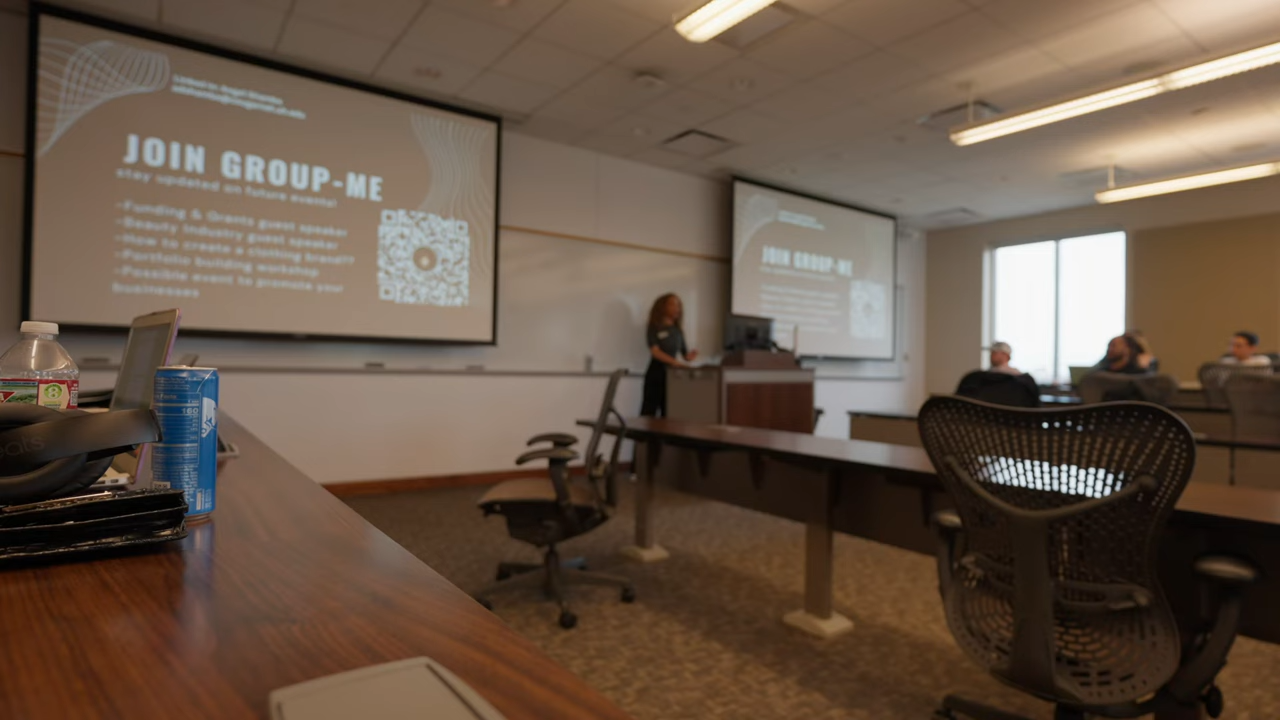 JOIN GROUP-ME
stay updated on future events!
-Funding & Grants guest speaker
-Beauty Industry guest speaker
-How to create a clothing brand??
-Portfolio building workshop
-Possible event to promote your
businesses
JOIN GROUP-ME
160